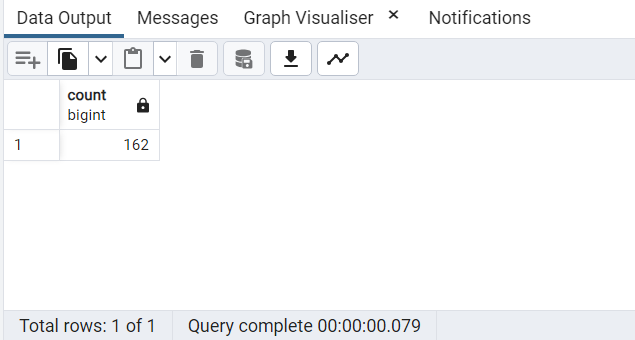 Data Output Messages Graph Visualiser × Notifications
count
bigint
1 162
Total rows: 1 of 1 Query complete 00:00:00.079